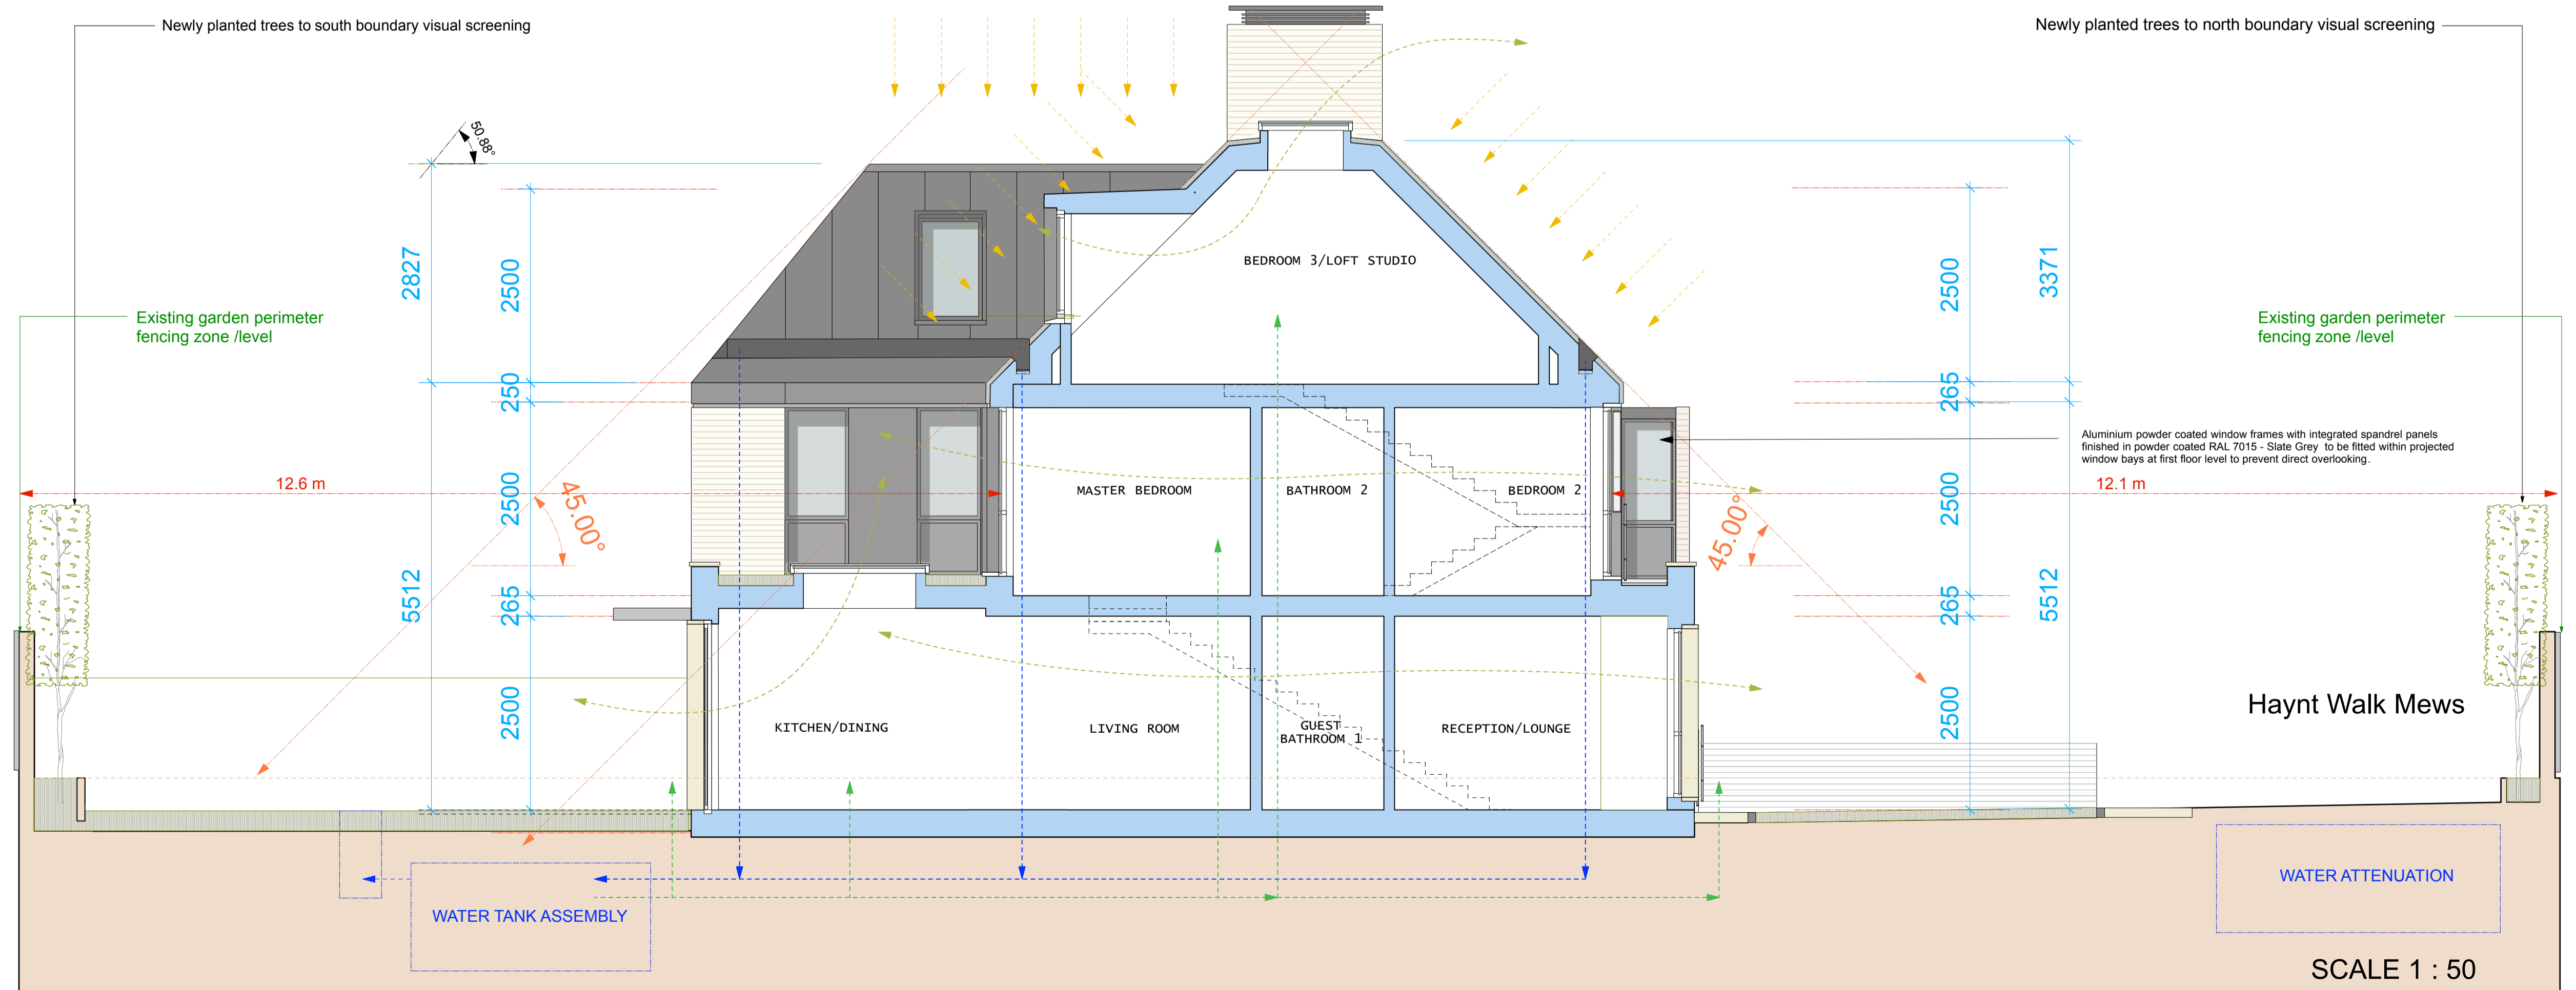 Newly planted trees to south boundary visual screening
Newly planted trees to north boundary visual screening
50.88°
2827
2500
BEDROOM 3/LOFT STUDIO
2500
3371
Existing garden perimeter
fencing zone /level
Existing garden perimeter
fencing zone /level
250
265
Aluminium powder coated window frames with integrated spandrel panels
finished in powder coated RAL 7015 - Slate Grey to be fitted within projected
window bays at first floor level to prevent direct overlooking.
12.6 m
2500
45.00°
MASTER BEDROOM
BATHROOM 2
BEDROOM 2
45.00°
2500
12.1 m
5512
265
265
5512
2500
KITCHEN/DINING
LIVING ROOM
GUEST
BATHROOM 1
RECEPTION/LOUNGE
2500
Haynt Walk Mews
WATER TANK ASSEMBLY
WATER ATTENUATION
SCALE 1 : 50